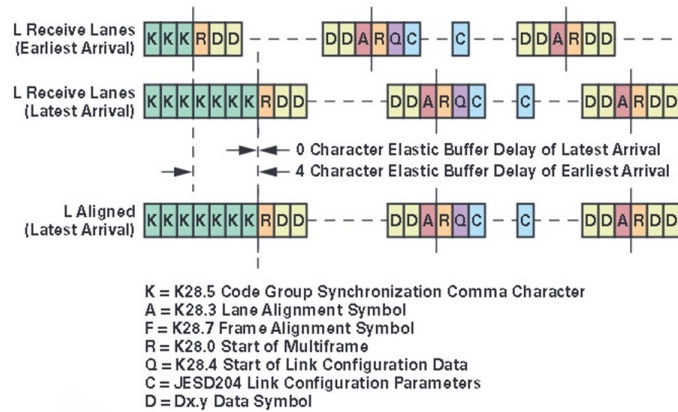 L Receive Lanes
(Earliest Arrival)
K K K R D D D D A R Q C C D D A R D D
L Receive Lanes
(Latest Arrival)
K K K K K K K R D D D D A R Q C C D D A R D D
0 Character Elastic Buffer Delay of Latest Arrival
4 Character Elastic Buffer Delay of Earliest Arrival
L Aligned
(Latest Arrival)
K K K K K K K R D D D D A R Q C C D D A R D D
K = K28.5 Code Group Synchronization Comma Character
A = K28.3 Lane Alignment Symbol
F = K28.7 Frame Alignment Symbol
R = K28.0 Start of Multiframe
Q = K28.4 Start of Link Configuration Data
C = JESD204 Link Configuration Parameters
D = Dx.y Data Symbol